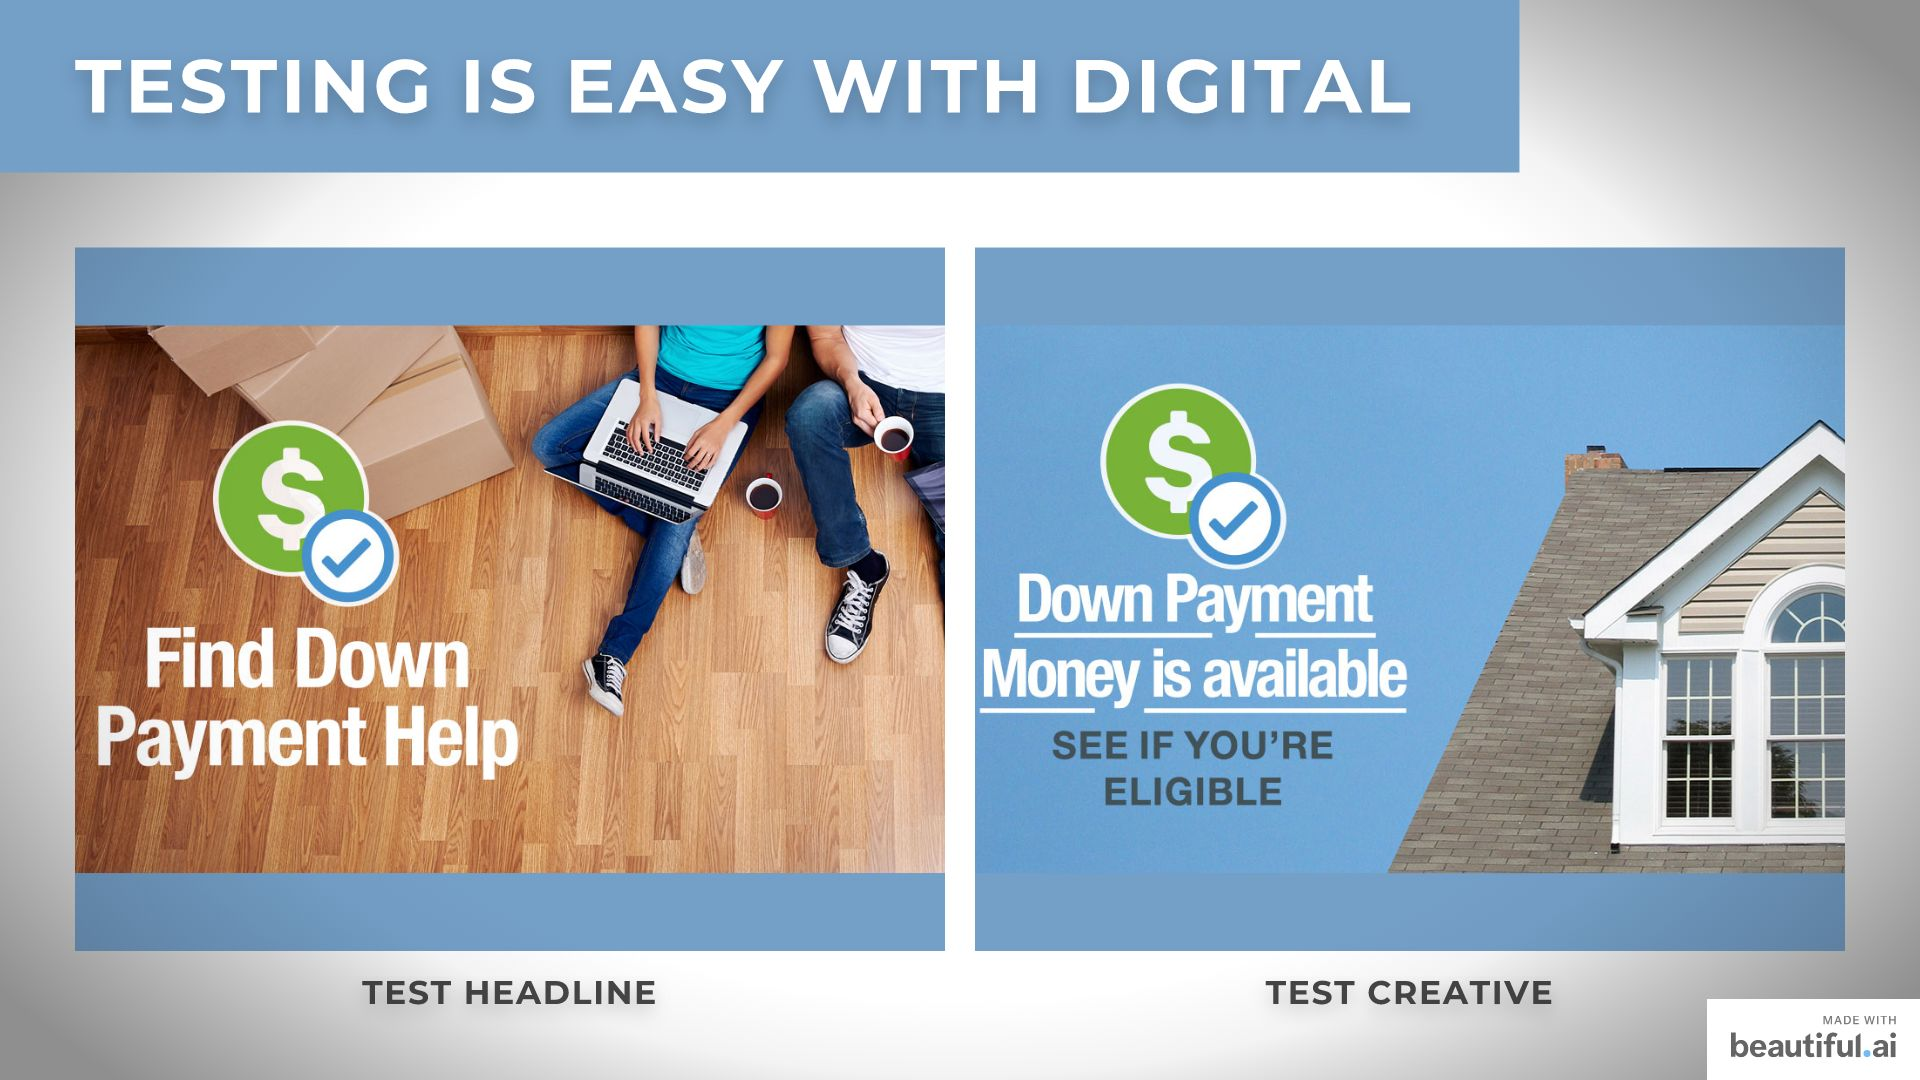 TESTING IS EASY WITH DIGITAL
$
Find Down
Payment Help
TEST HEADLINE
$
Down Payment
Money is available
SEE IF YOU’RE
ELIGIBLE
TEST CREATIVE
MADE WITH
beautiful.ai